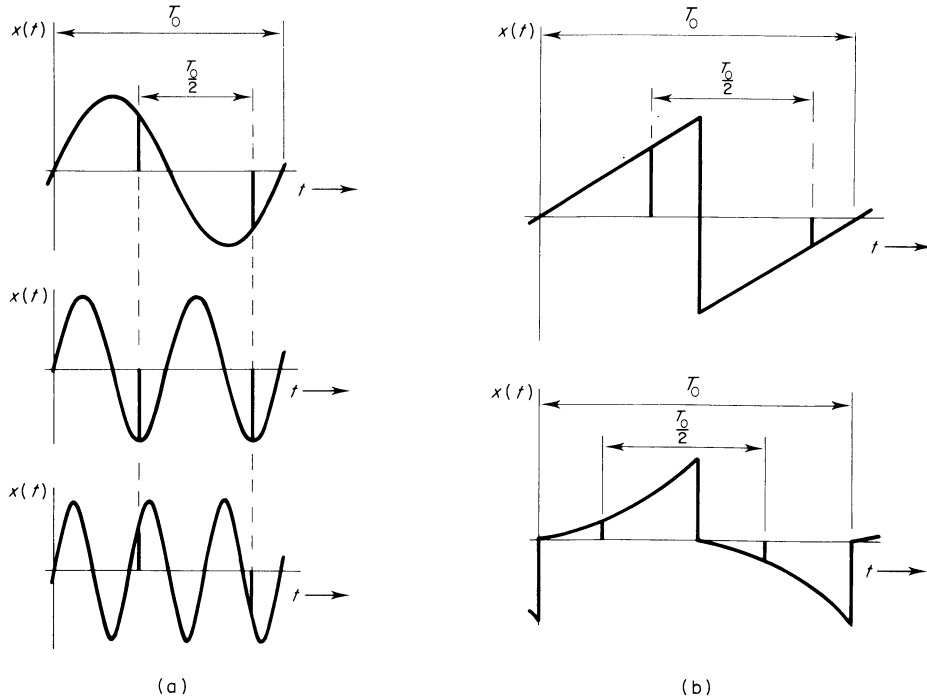 x(t)
T₀
T₀/2
t
x(t)
t
x(t)
t
(a)
x(t)
T₀
T₀/2
t
x(t)
T₀
T₀/2
t
(b)